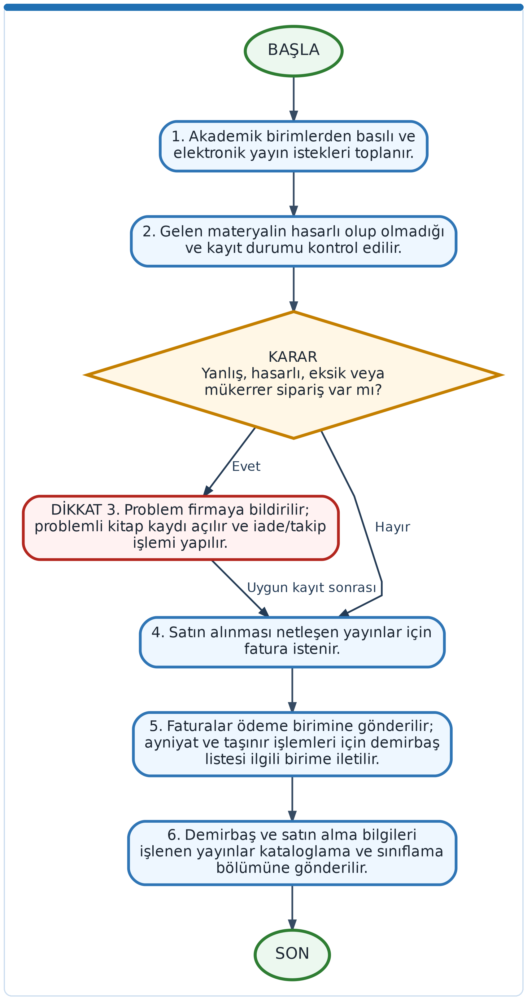 BAŞLA
1. Akademik birimlerden basılı ve
elektronik yayın istekleri toplanır.
2. Gelen materyalin hasarlı olup olmadığı
ve kayıt durumu kontrol edilir.
KARAR
Yanlış, hasarlı, eksik veya
mükerrer sipariş var mı?
Evet
DİKKAT 3. Problem firmaya bildirilir;
problemli kitap kaydı açılır ve iade/takip
işlemi yapılır.
Hayır
Uygun kayıt sonrası
4. Satın alınması netleşen yayınlar için
fatura istenir.
5. Faturalar ödeme birimine gönderilir;
ayniyat ve taşınır işlemleri için demirbaş
listesi ilgili birime iletilir.
6. Demirbaş ve satın alma bilgileri
işlenen yayınlar kataloglama ve sınıflama
bölümüne gönderilir.
SON